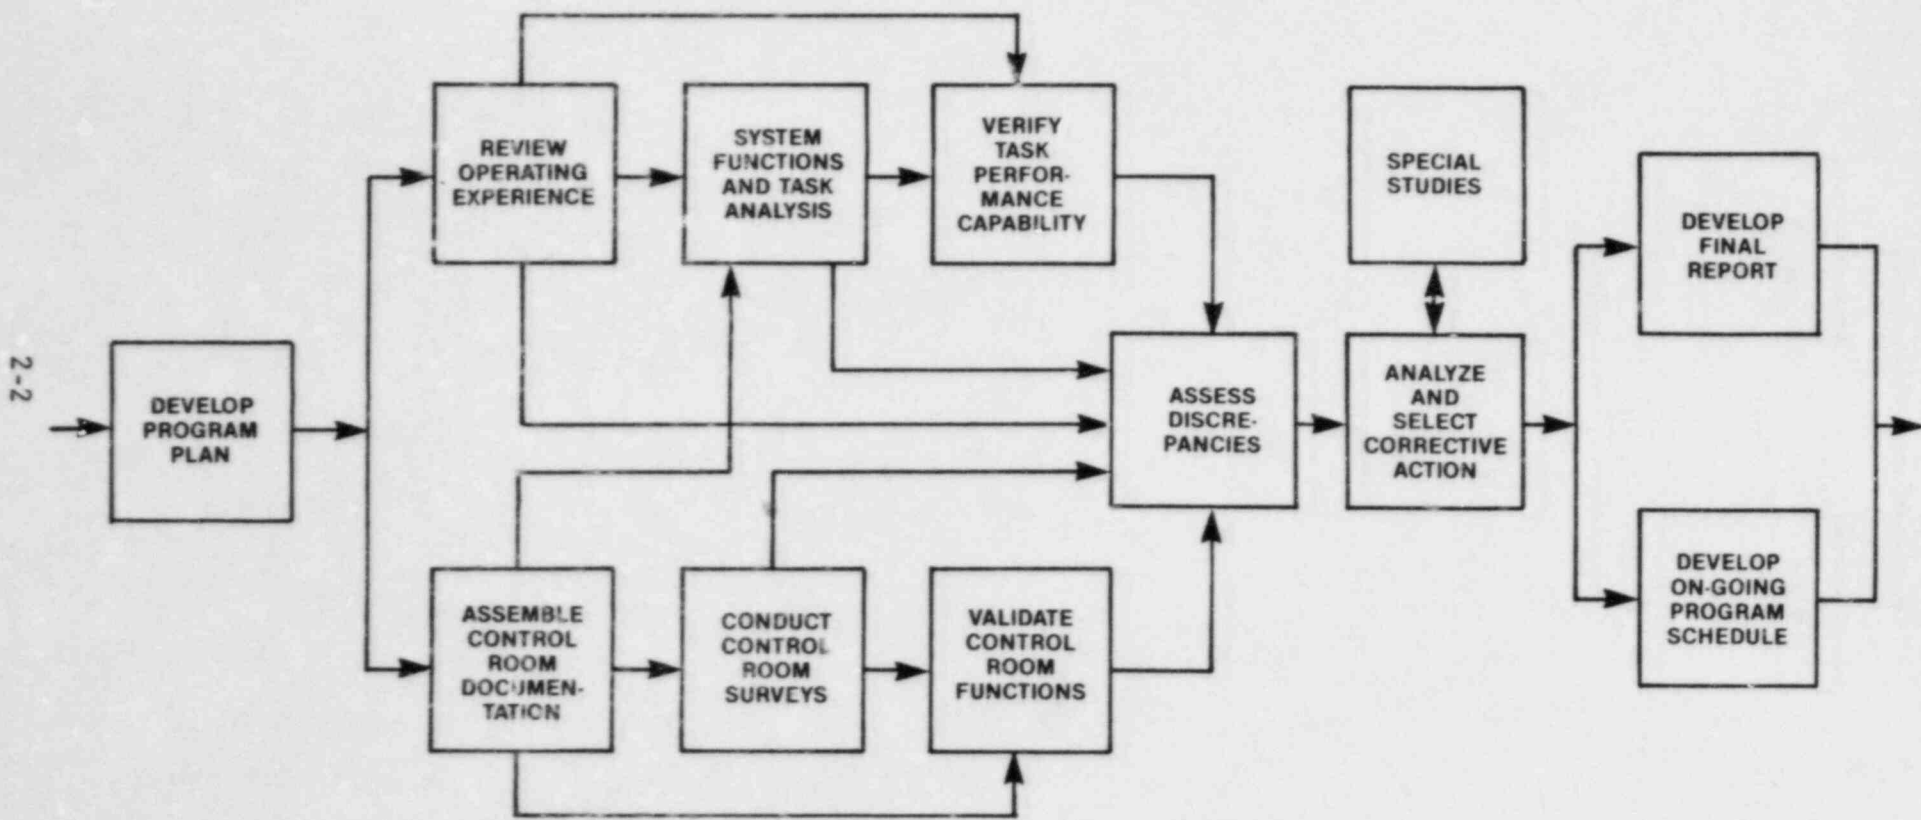 REVIEW
OPERATING
EXPERIENCE
SYSTEM
FUNCTIONS
AND TASK
ANALYSIS
VERIFY
TASK
PERFOR-
MANCE
CAPABILITY
SPECIAL
STUDIES
DEVELOP
FINAL
REPORT
2-2
DEVELOP
PROGRAM
PLAN
ASSESS
DISCRE-
PANCIES
ANALYZE
AND
SELECT
CORRECTIVE
ACTION
ASSEMBLE
CONTROL
ROOM
DOCUMEN-
TATION
CONDUCT
CONTROL
ROOM
SURVEYS
VALIDATE
CONTROL
ROOM
FUNCTIONS
DEVELOP
ON-GOING
PROGRAM
SCHEDULE